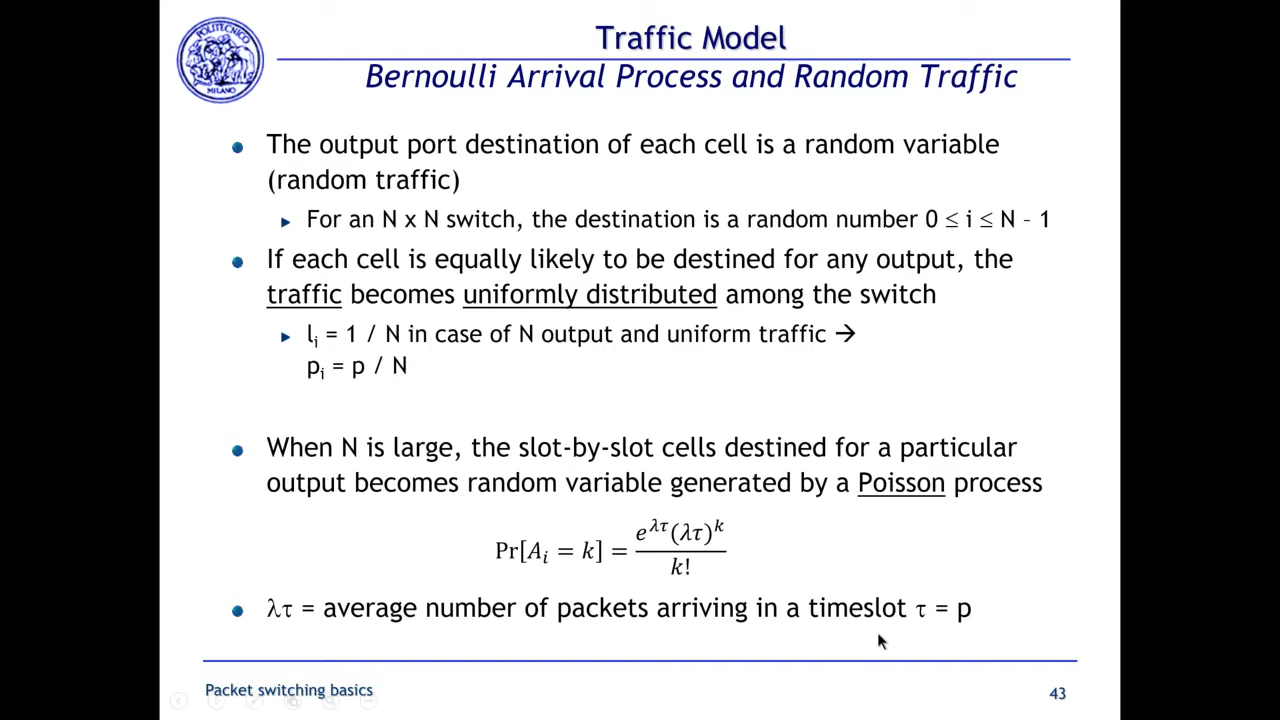 POLITECNICO
MILANO
Traffic Model
Bernoulli Arrival Process and Random Traffic
The output port destination of each cell is a random variable
(random traffic)
For an N x N switch, the destination is a random number 0 ≤ i ≤ N – 1
If each cell is equally likely to be destined for any output, the
traffic becomes uniformly distributed among the switch
lᵢ = 1 / N in case of N output and uniform traffic →
pᵢ = p / N
When N is large, the slot-by-slot cells destined for a particular
output becomes random variable generated by a Poisson process
Pr[Aᵢ = k] = e^{λτ}(λτ)^k / k!
λτ = average number of packets arriving in a timeslot τ = p
Packet switching basics
43